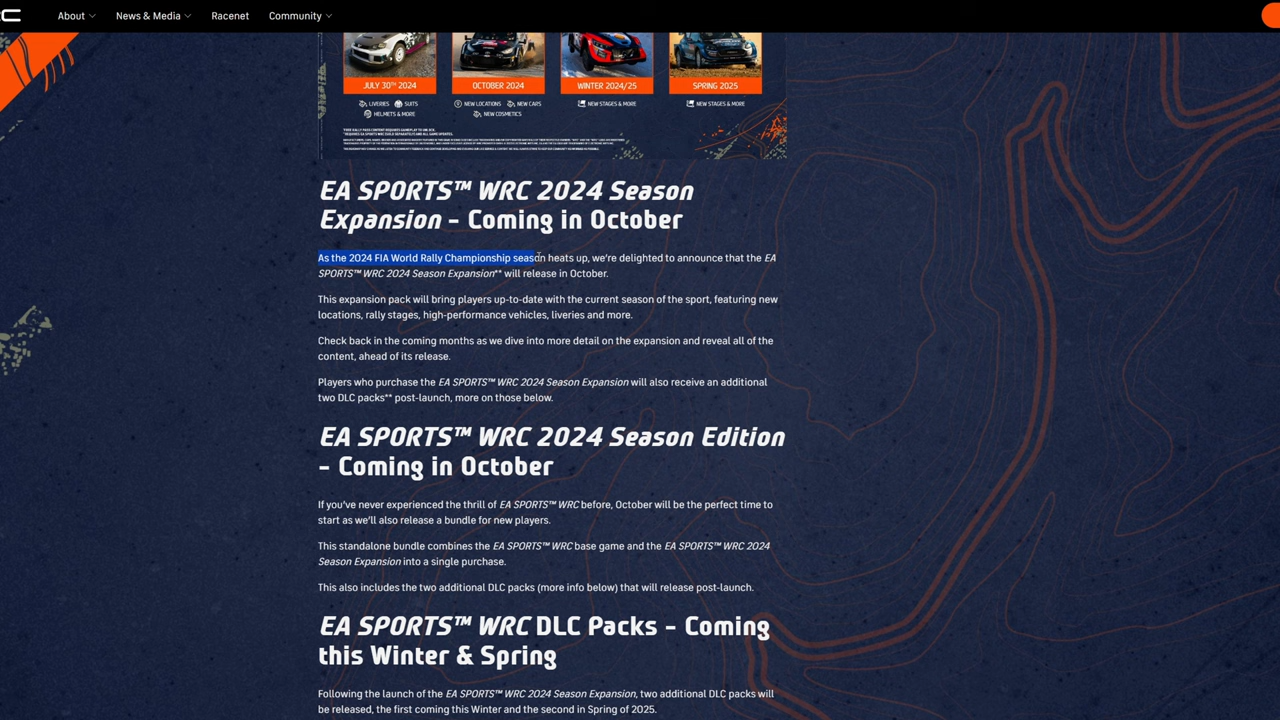 About
News & Media
Racenet
Community
JULY 30TH 2024
OCTOBER 2024
WINTER 2024/25
SPRING 2025
LIVERIES
SUITS
HELMETS & MORE
NEW LOCATIONS
NEW CARS
NEW COSMETICS
NEW STAGES & MORE
NEW STAGES & MORE
EA SPORTS™ WRC 2024 Season
Expansion - Coming in October
As the 2024 FIA World Rally Championship season heats up, we're delighted to announce that the EA
SPORTS™ WRC 2024 Season Expansion** will release in October.
This expansion pack will bring players up-to-date with the current season of the sport, featuring new
locations, rally stages, high-performance vehicles, liveries and more.
Check back in the coming months as we dive into more detail on the expansion and reveal all of the
content, ahead of its release.
Players who purchase the EA SPORTS™ WRC 2024 Season Expansion will also receive an additional
two DLC packs** post-launch, more on those below.
EA SPORTS™ WRC 2024 Season Edition
- Coming in October
If you've never experienced the thrill of EA SPORTS™ WRC before, October will be the perfect time to
start as we'll also release a bundle for new players.
This standalone bundle combines the EA SPORTS™ WRC base game and the EA SPORTS™ WRC 2024
Season Expansion into a single purchase.
This also includes the two additional DLC packs (more info below) that will release post-launch.
EA SPORTS™ WRC DLC Packs - Coming
this Winter & Spring
Following the launch of the EA SPORTS™ WRC 2024 Season Expansion, two additional DLC packs will
be released, the first coming this Winter and the second in Spring of 2025.